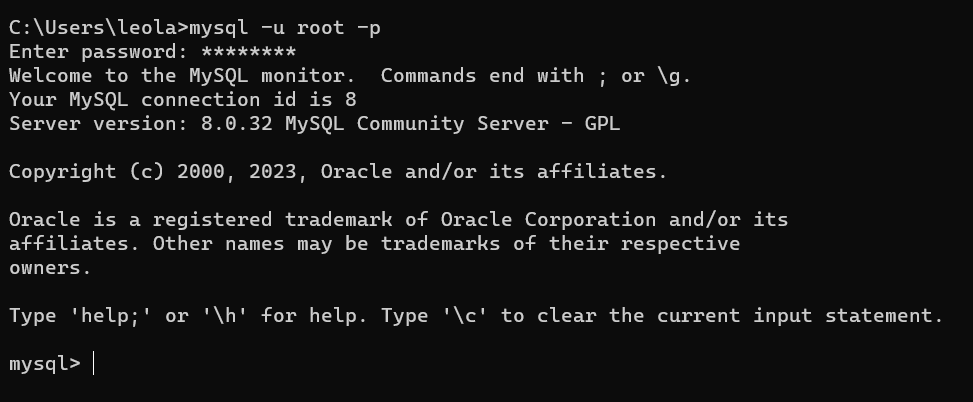 C:\Users\leola>mysql -u root -p
Enter password: ********
Welcome to the MySQL monitor.  Commands end with ; or \g.
Your MySQL connection id is 8
Server version: 8.0.32 MySQL Community Server - GPL

Copyright (c) 2000, 2023, Oracle and/or its affiliates.

Oracle is a registered trademark of Oracle Corporation and/or its
affiliates. Other names may be trademarks of their respective
owners.

Type 'help;' or '\h' for help. Type '\c' to clear the current input statement.

mysql>